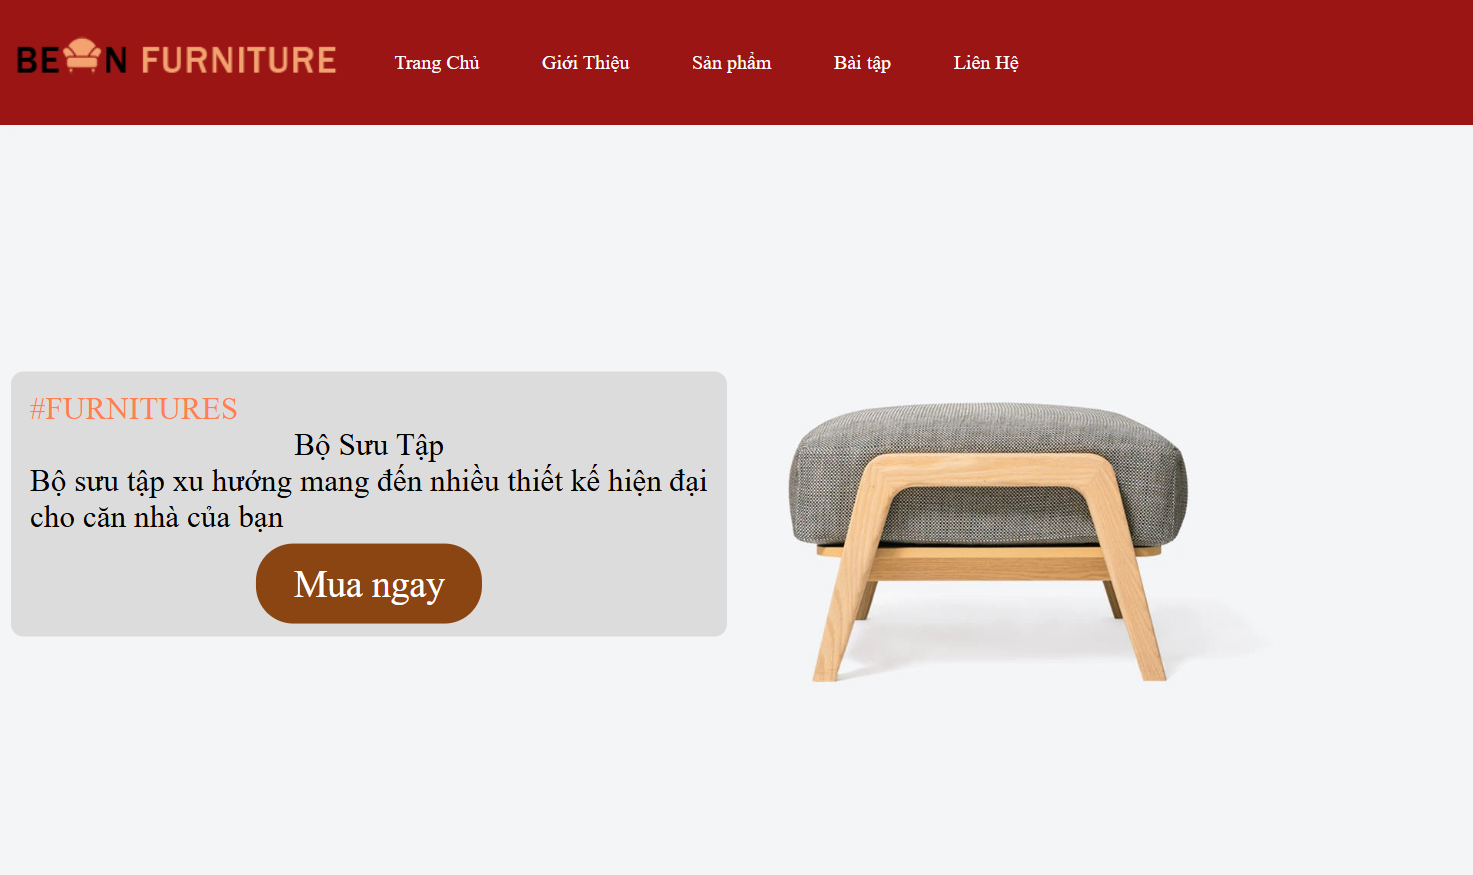 BEAN FURNITURE
Trang Chủ
Giới Thiệu
Sản phẩm
Bài tập
Liên Hệ
#FURNITURES
Bộ Sưu Tập
Bộ sưu tập xu hướng mang đến nhiều thiết kế hiện đại
cho căn nhà của bạn
Mua ngay